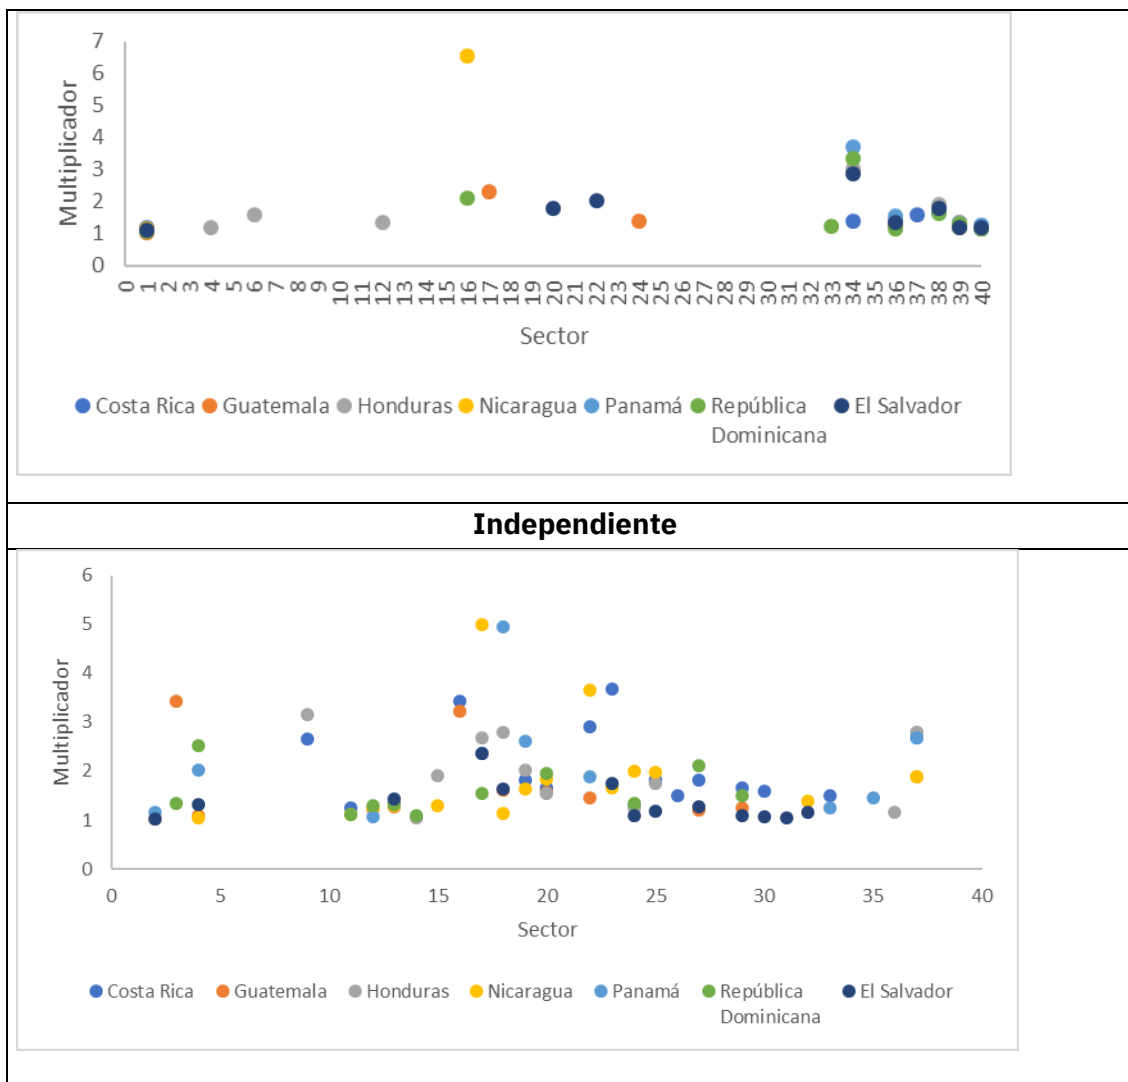 7
6
5
4
3
2
1
0
Multiplicador
0 1 2 3 4 5 6 7 8 9 10 11 12 13 14 15 16 17 18 19 20 21 22 23 24 25 26 27 28 29 30 31 32 33 34 35 36 37 38 39 40
Sector
Costa Rica Guatemala Honduras Nicaragua Panamá República El Salvador
Dominicana
Independiente
6
5
4
3
2
1
0
Multiplicador
0 5 10 15 20 25 30 35 40
Sector
Costa Rica Guatemala Honduras Nicaragua Panamá República El Salvador
Dominicana